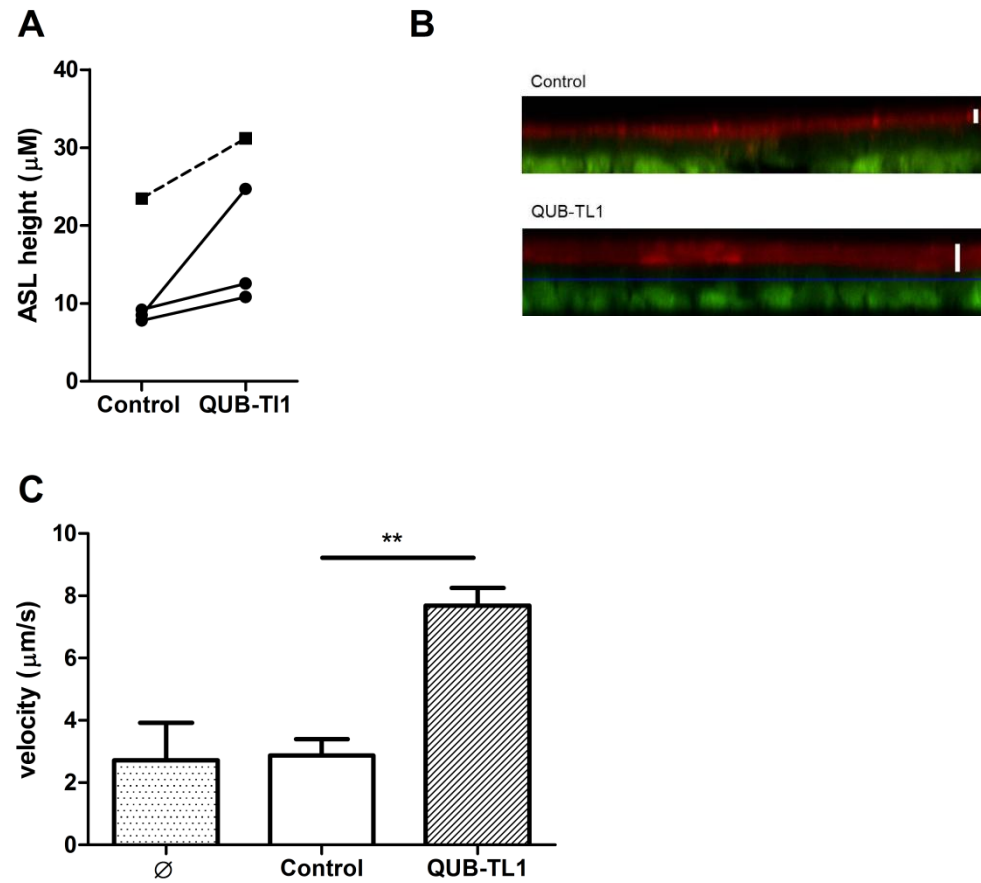 A
B
40
30
20
10
0
ASL height (μM)
Control QUB-Tl1
Control
QUB-TL1
C
**
10
8
6
4
2
0
velocity (μm/s)
∅ Control QUB-TL1